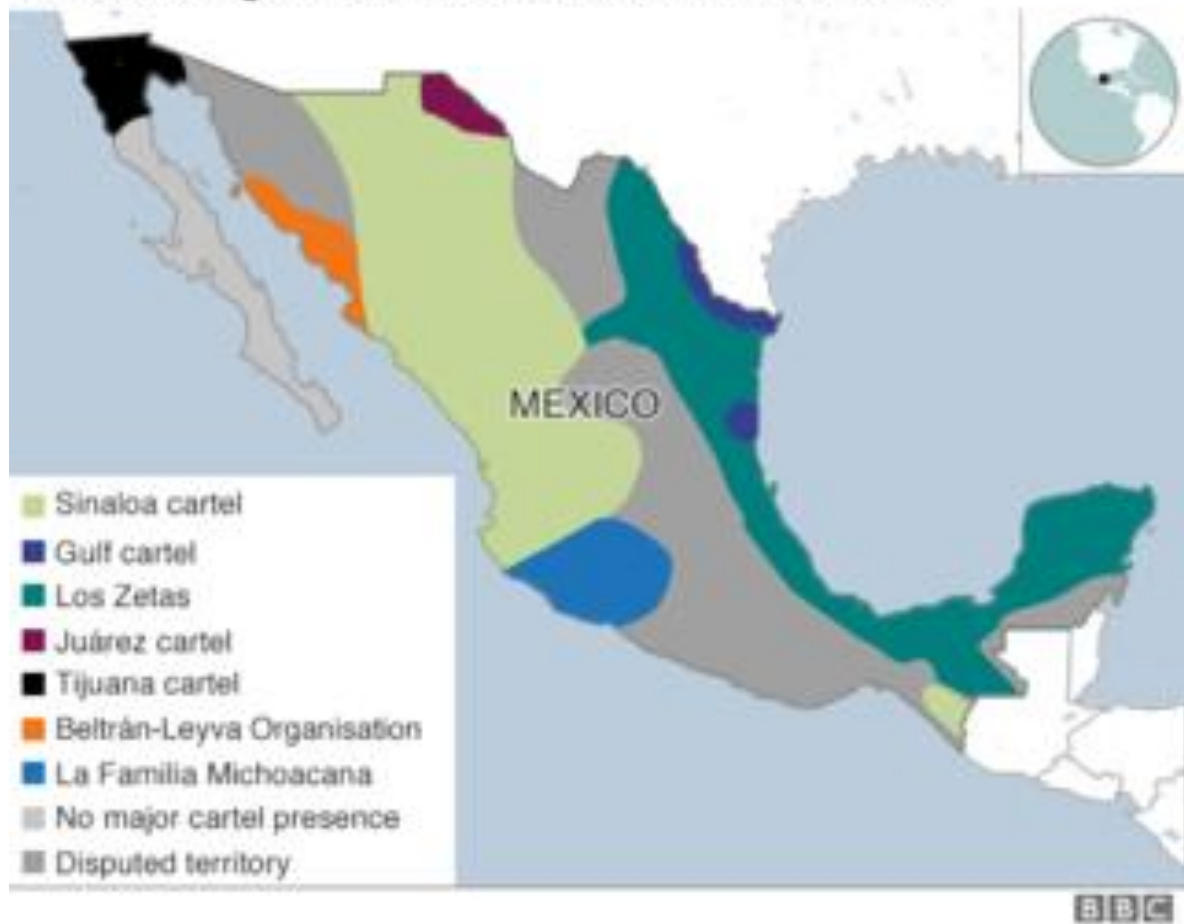 MEXICO
Sinaloa cartel
Gulf cartel
Los Zetas
Juárez cartel
Tijuana cartel
Beltrán-Leyva Organisation
La Familia Michoacana
No major cartel presence
Disputed territory
BBC